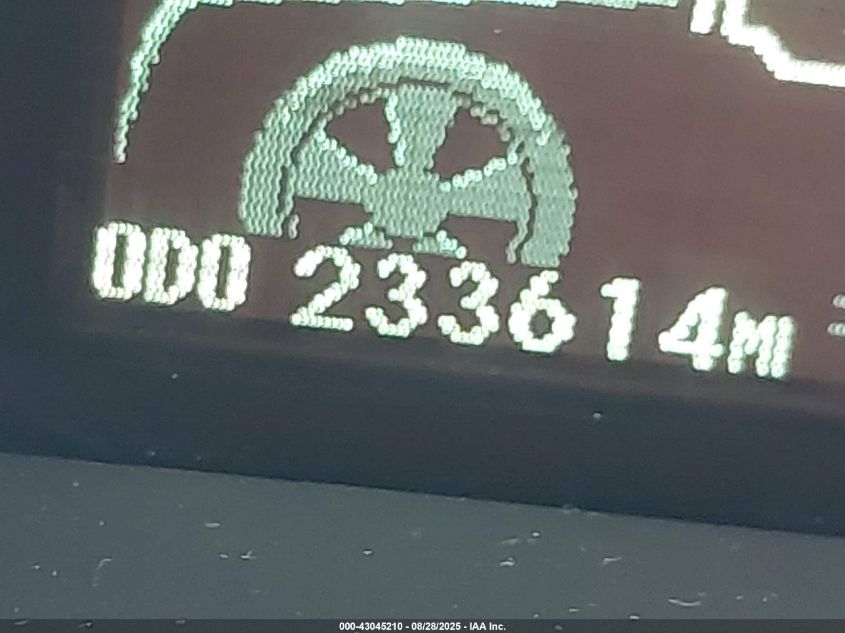 ODO 233614MI
000-43045210 - 08/28/2025 - IAA Inc.